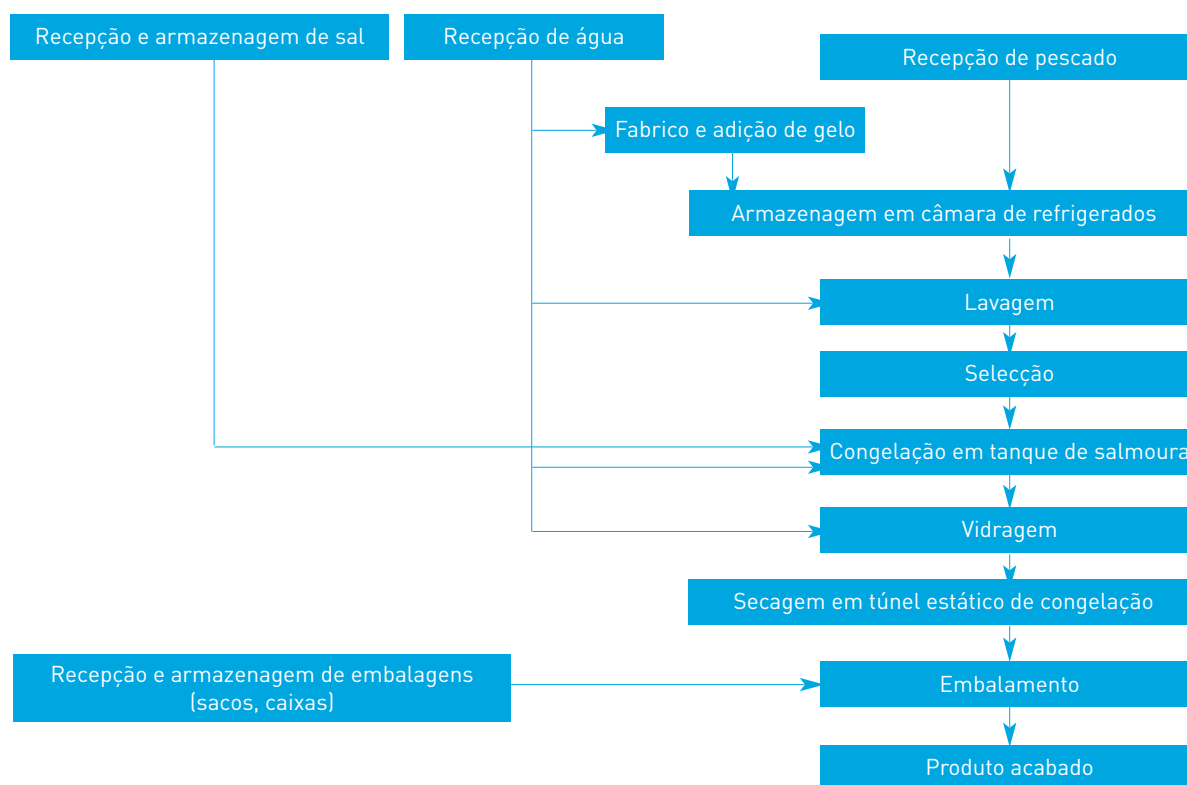 Recepção e armazenagem de sal
Recepção de água
Recepção de pescado
Fabrico e adição de gelo
Armazenagem em câmara de refrigerados
Lavagem
Selecção
Congelação em tanque de salmoura
Vidragem
Secagem em túnel estático de congelação
Recepção e armazenagem de embalagens
(sacos, caixas)
Embalamento
Produto acabado